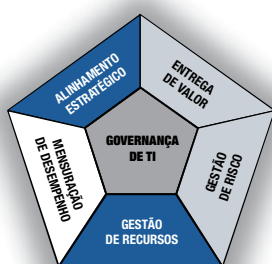 ALINHAMENTO
ESTRATÉGICO
ENTREGA
DE VALOR
MENSURAÇÃO
DE DESEMPENHO
GOVERNANÇA
DE TI
GESTÃO
DE RISCO
GESTÃO
DE RECURSOS